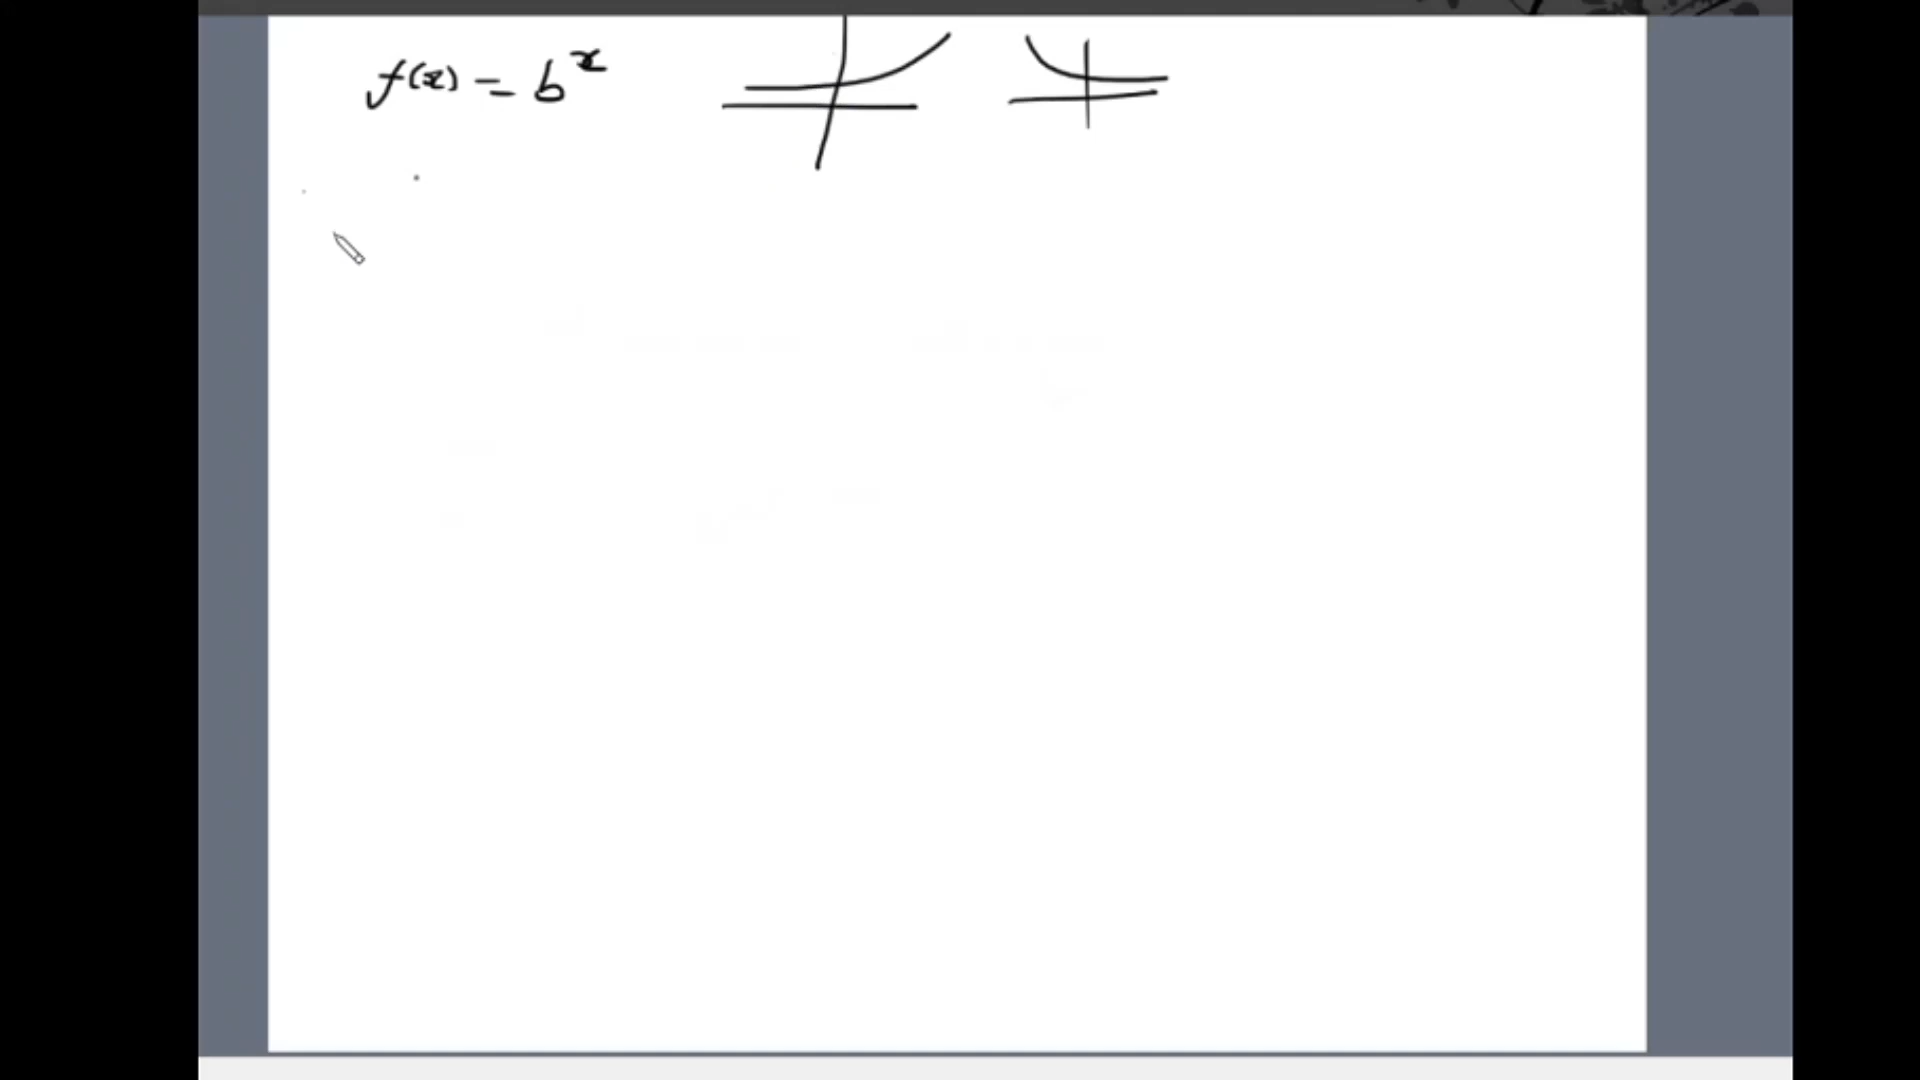 f(x) = b^x